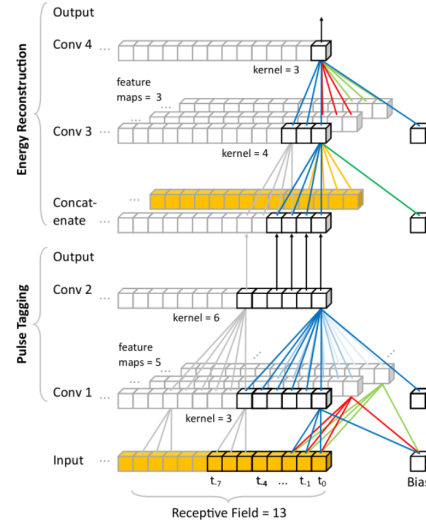 Output
Conv 4
kernel = 3
feature
maps = 3
Conv 3
kernel = 4
Concat-
enate
Energy Reconstruction
Output
Conv 2
kernel = 6
feature
maps = 5
Conv 1
kernel = 3
Pulse Tagging
Input
t-7 t-4 ... t-1 t0
Bias
Receptive Field = 13